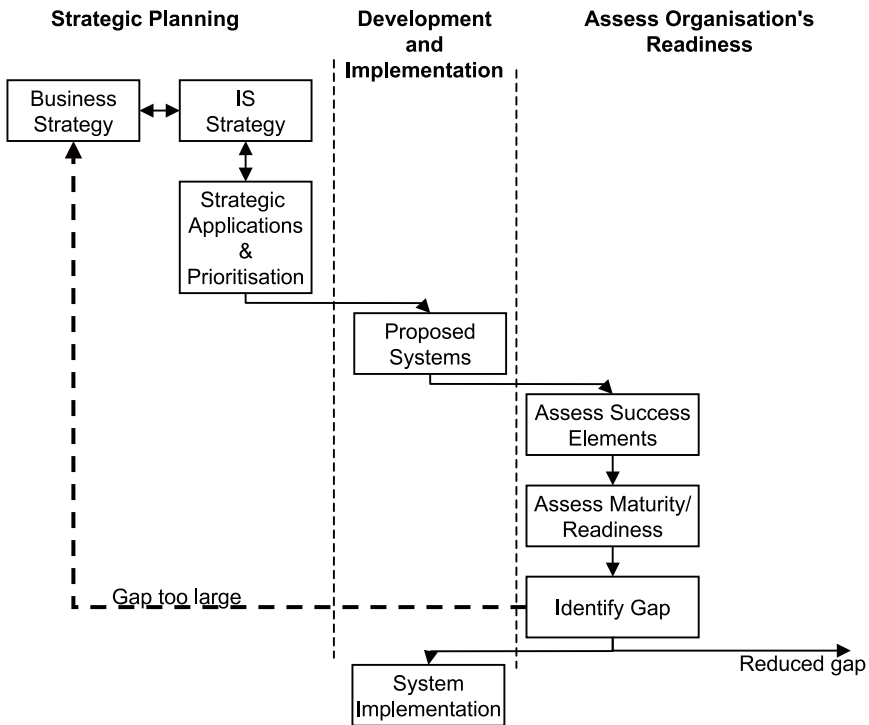 Strategic Planning
Development
and
Implementation
Assess Organisation's
Readiness
Business
Strategy
IS
Strategy
Strategic
Applications
&
Prioritisation
Proposed
Systems
Assess Success
Elements
Assess Maturity/
Readiness
Gap too large
Identify Gap
Reduced gap
System
Implementation